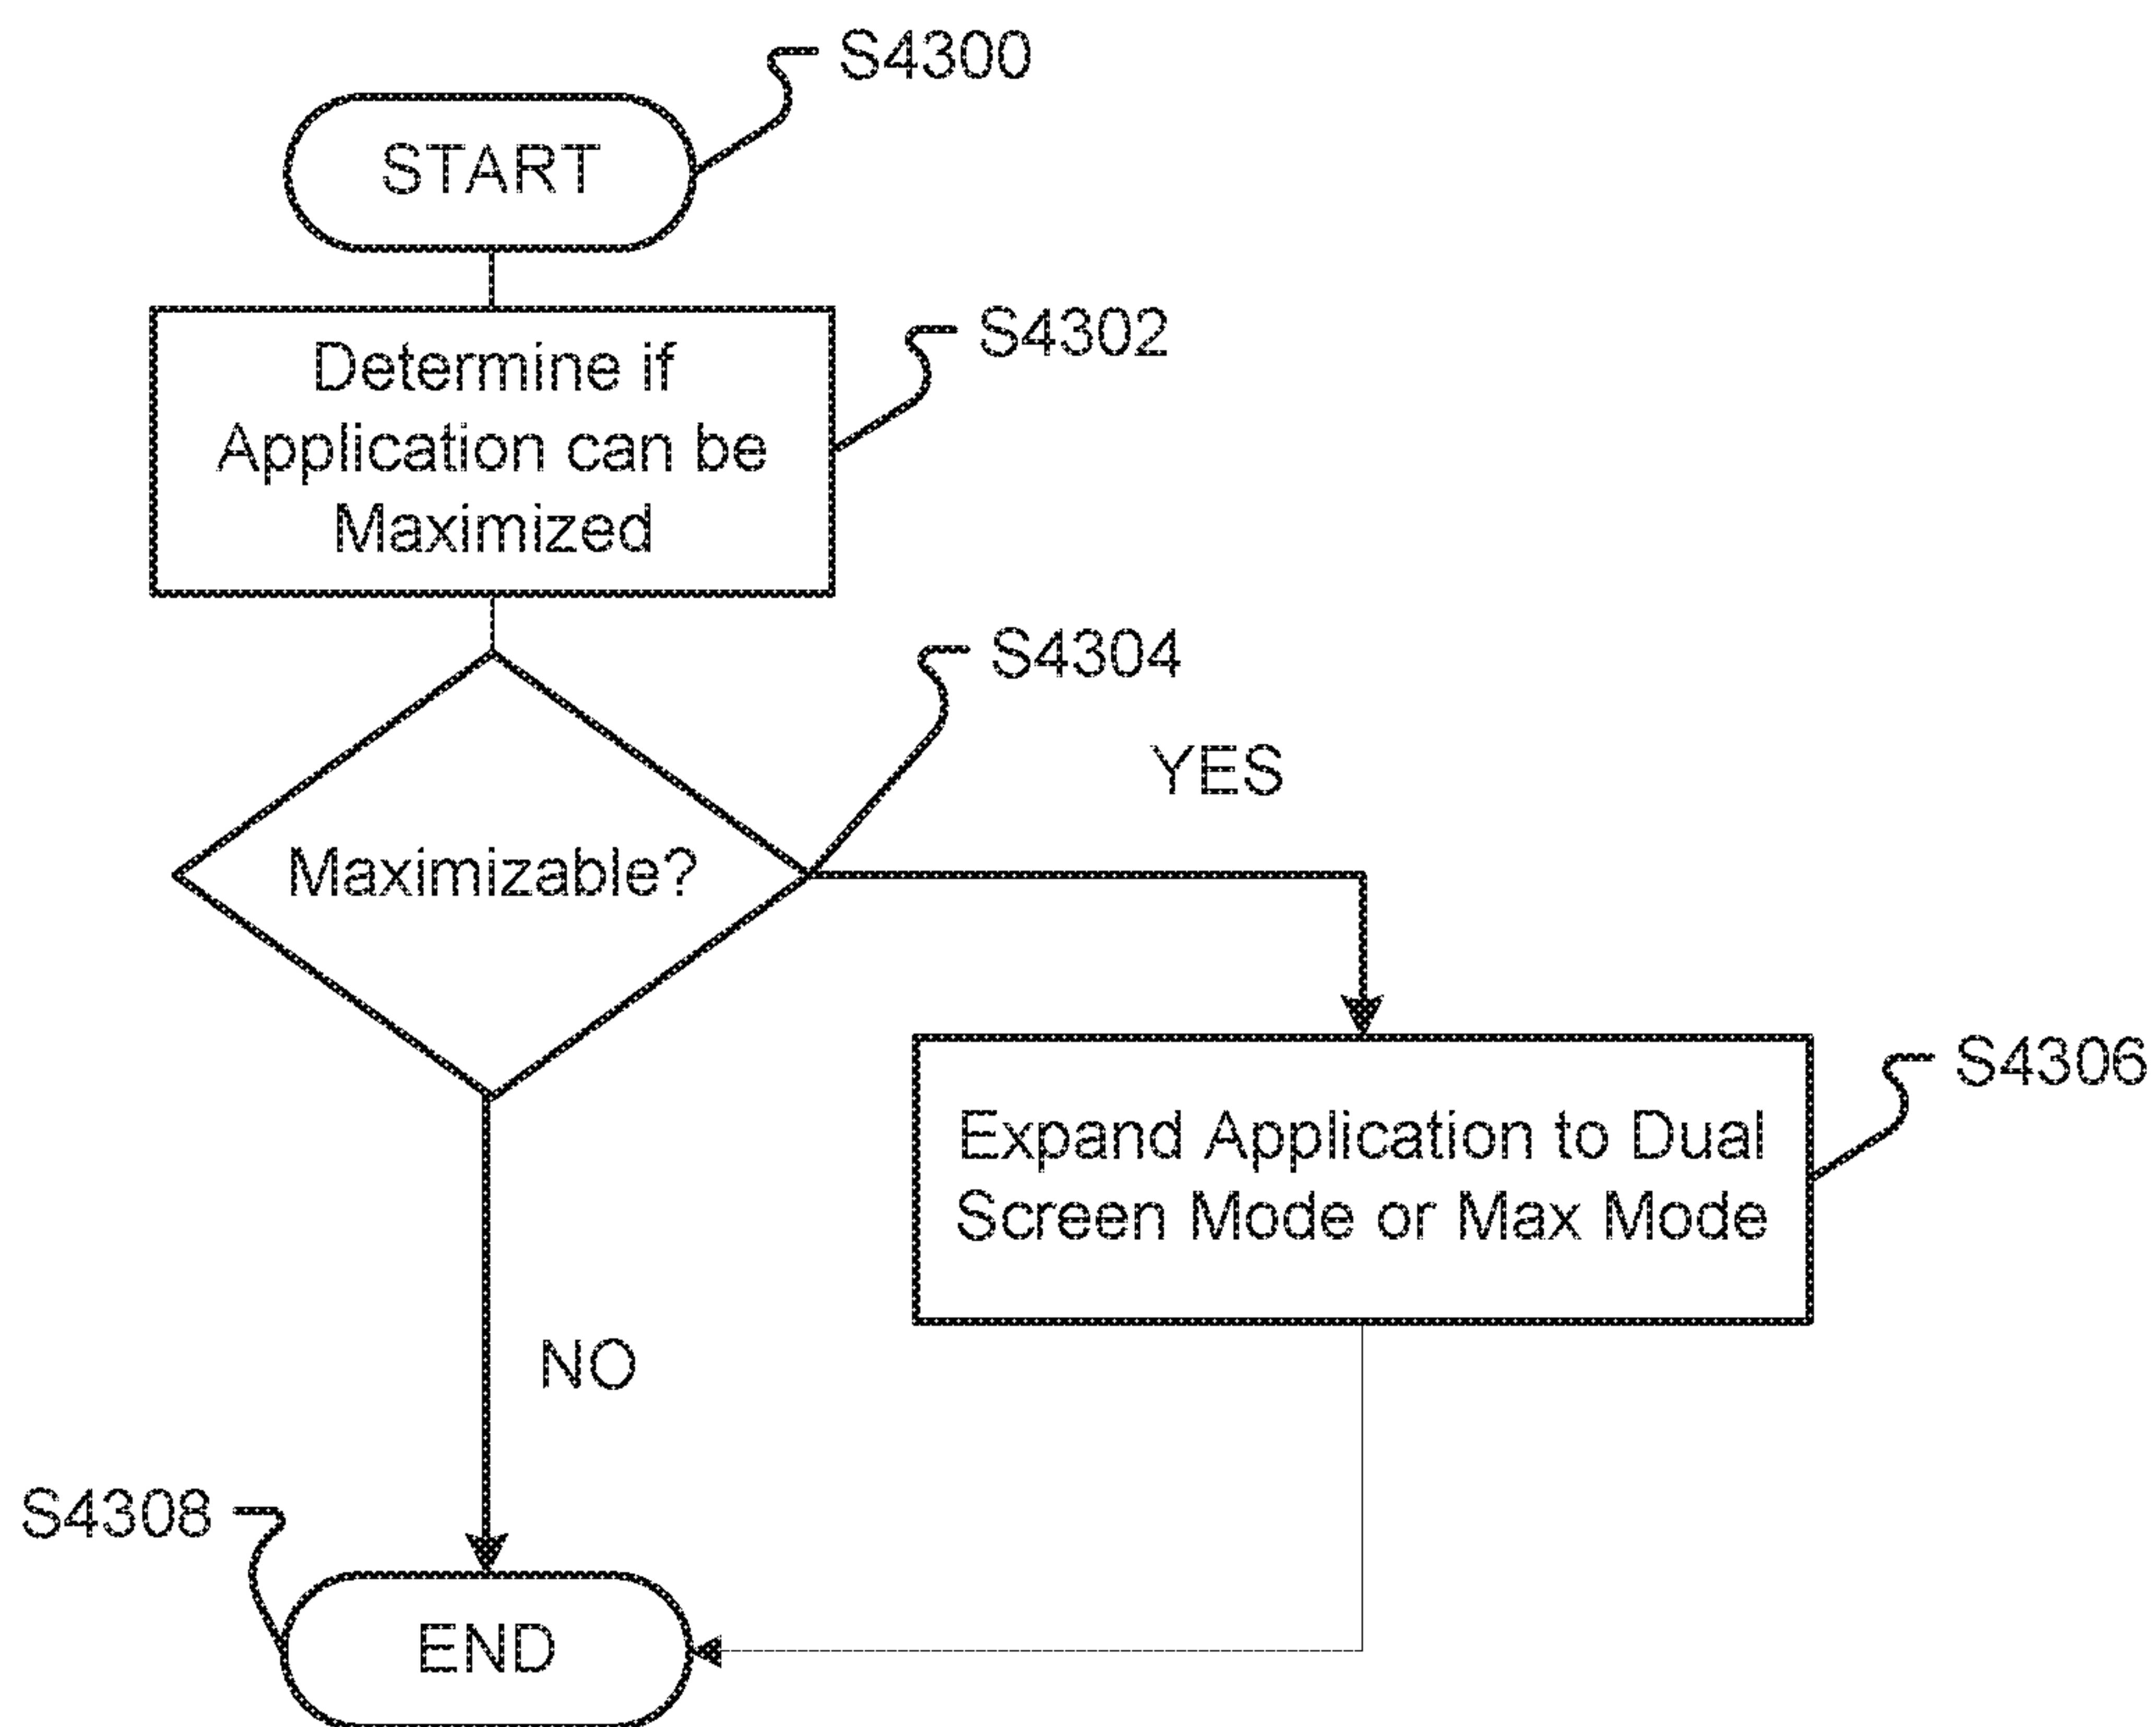 S4300
START
S4302
Determine if
Application can be
Maximized
S4304
YES
Maximizable?
S4306
Expand Application to Dual
Screen Mode or Max Mode
NO
S4308
END